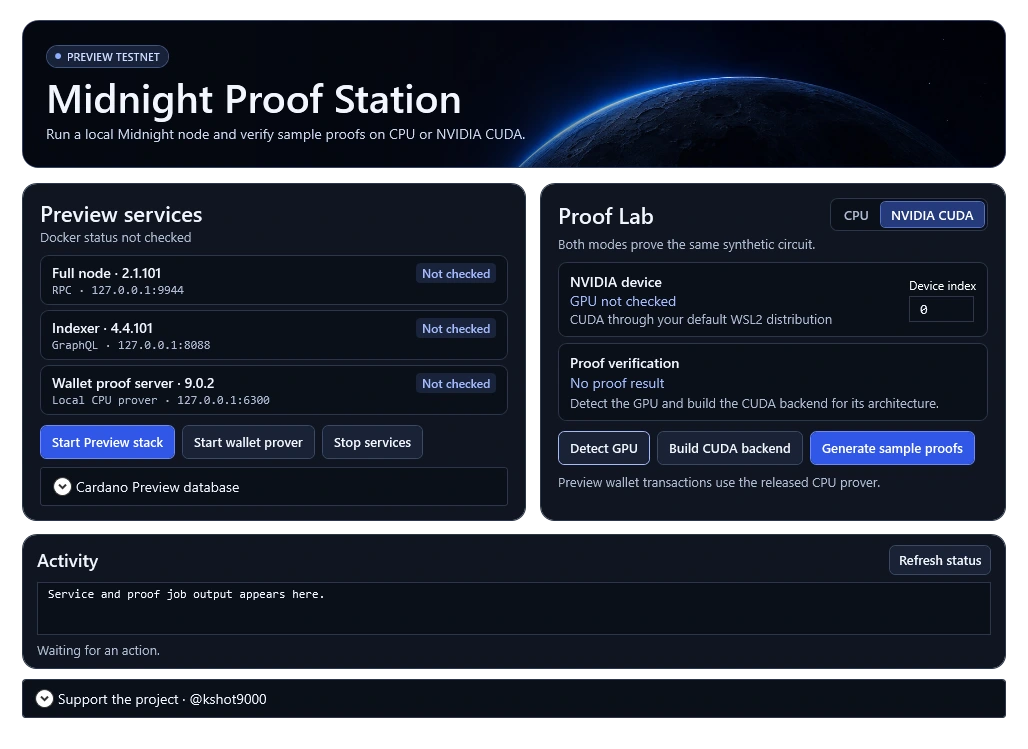 PREVIEW TESTNET
Midnight Proof Station
Run a local Midnight node and verify sample proofs on CPU or NVIDIA CUDA.
Preview services
Docker status not checked
Full node · 2.1.101
Not checked
RPC · 127.0.0.1:9944
Indexer · 4.4.101
Not checked
GraphQL · 127.0.0.1:8088
Wallet proof server · 9.0.2
Not checked
Local CPU prover · 127.0.0.1:6300
Start Preview stack
Start wallet prover
Stop services
Cardano Preview database
Proof Lab
CPU
NVIDIA CUDA
Both modes prove the same synthetic circuit.
NVIDIA device
GPU not checked
CUDA through your default WSL2 distribution
Device index
0
Proof verification
No proof result
Detect the GPU and build the CUDA backend for its architecture.
Detect GPU
Build CUDA backend
Generate sample proofs
Preview wallet transactions use the released CPU prover.
Activity
Refresh status
Service and proof job output appears here.
Waiting for an action.
Support the project · @kshot9000